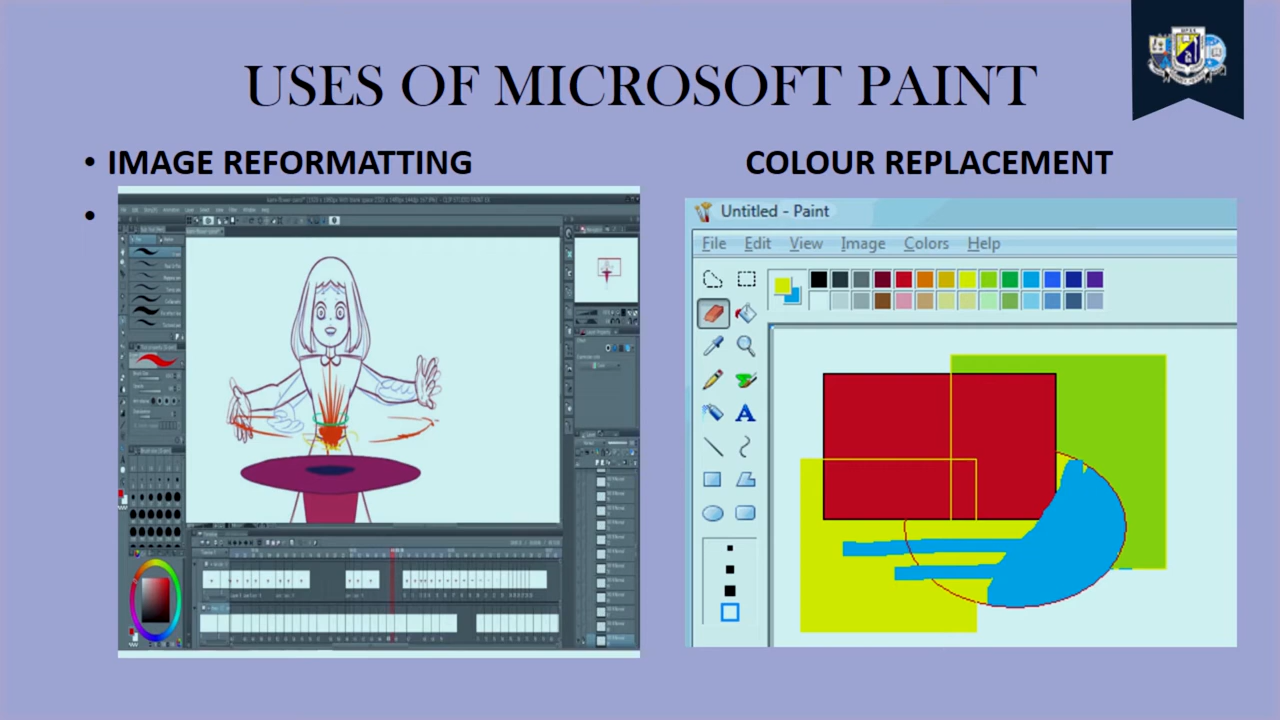 USES OF MICROSOFT PAINT
• IMAGE REFORMATTING
COLOUR REPLACEMENT
•
Untitled - Paint
File Edit View Image Colors Help
A